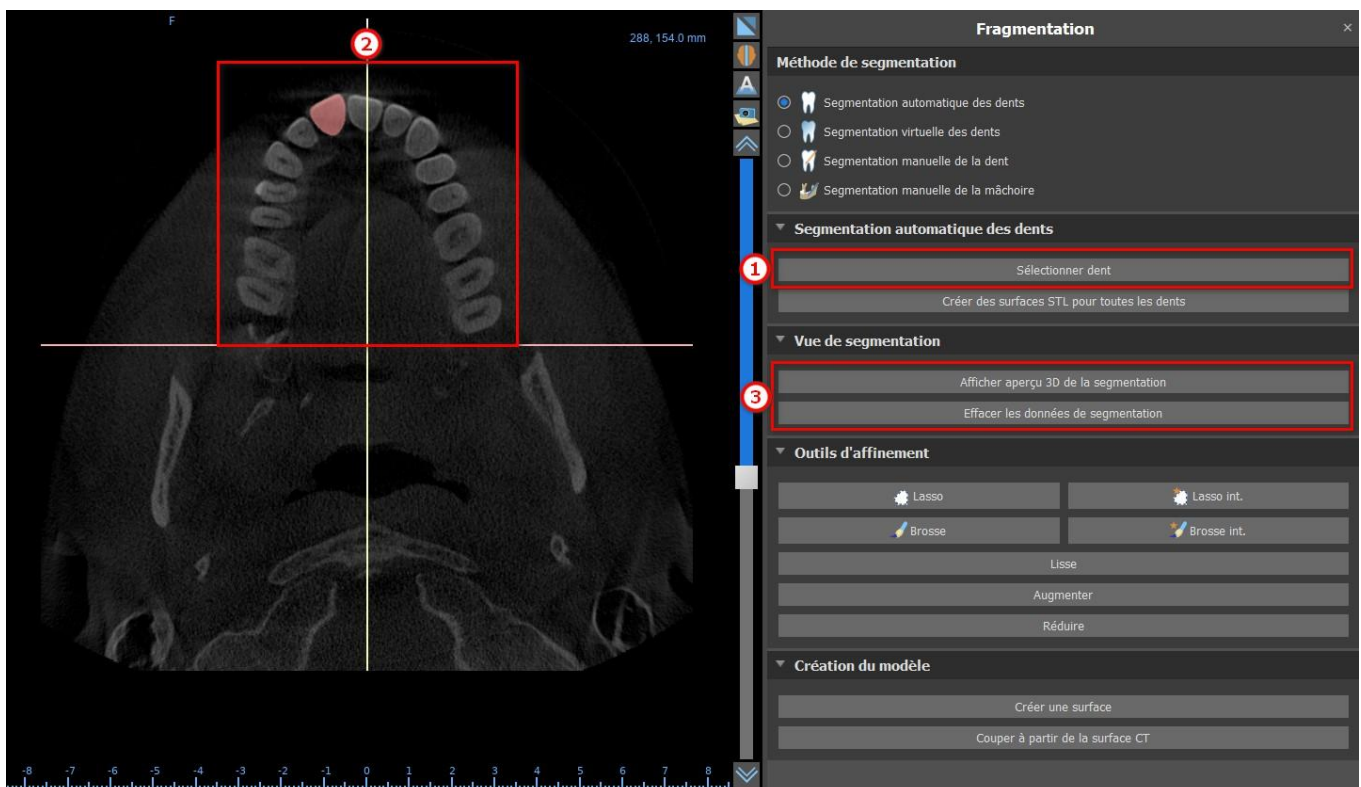 F
2
288, 154.0 mm
A
Fragmentation
×
Méthode de segmentation
Segmentation automatique des dents
Segmentation virtuelle des dents
Segmentation manuelle de la dent
Segmentation manuelle de la mâchoire
Segmentation automatique des dents
1
Sélectionner dent
Créer des surfaces STL pour toutes les dents
Vue de segmentation
Afficher aperçu 3D de la segmentation
3
Effacer les données de segmentation
Outils d'affinement
Lasso Lasso int.
Brosse Brosse int.
Lisse
Augmenter
Réduire
Création du modèle
Créer une surface
Couper à partir de la surface CT
-8 -7 -6 -5 -4 -3 -2 -1 0 1 2 3 4 5 6 7 8